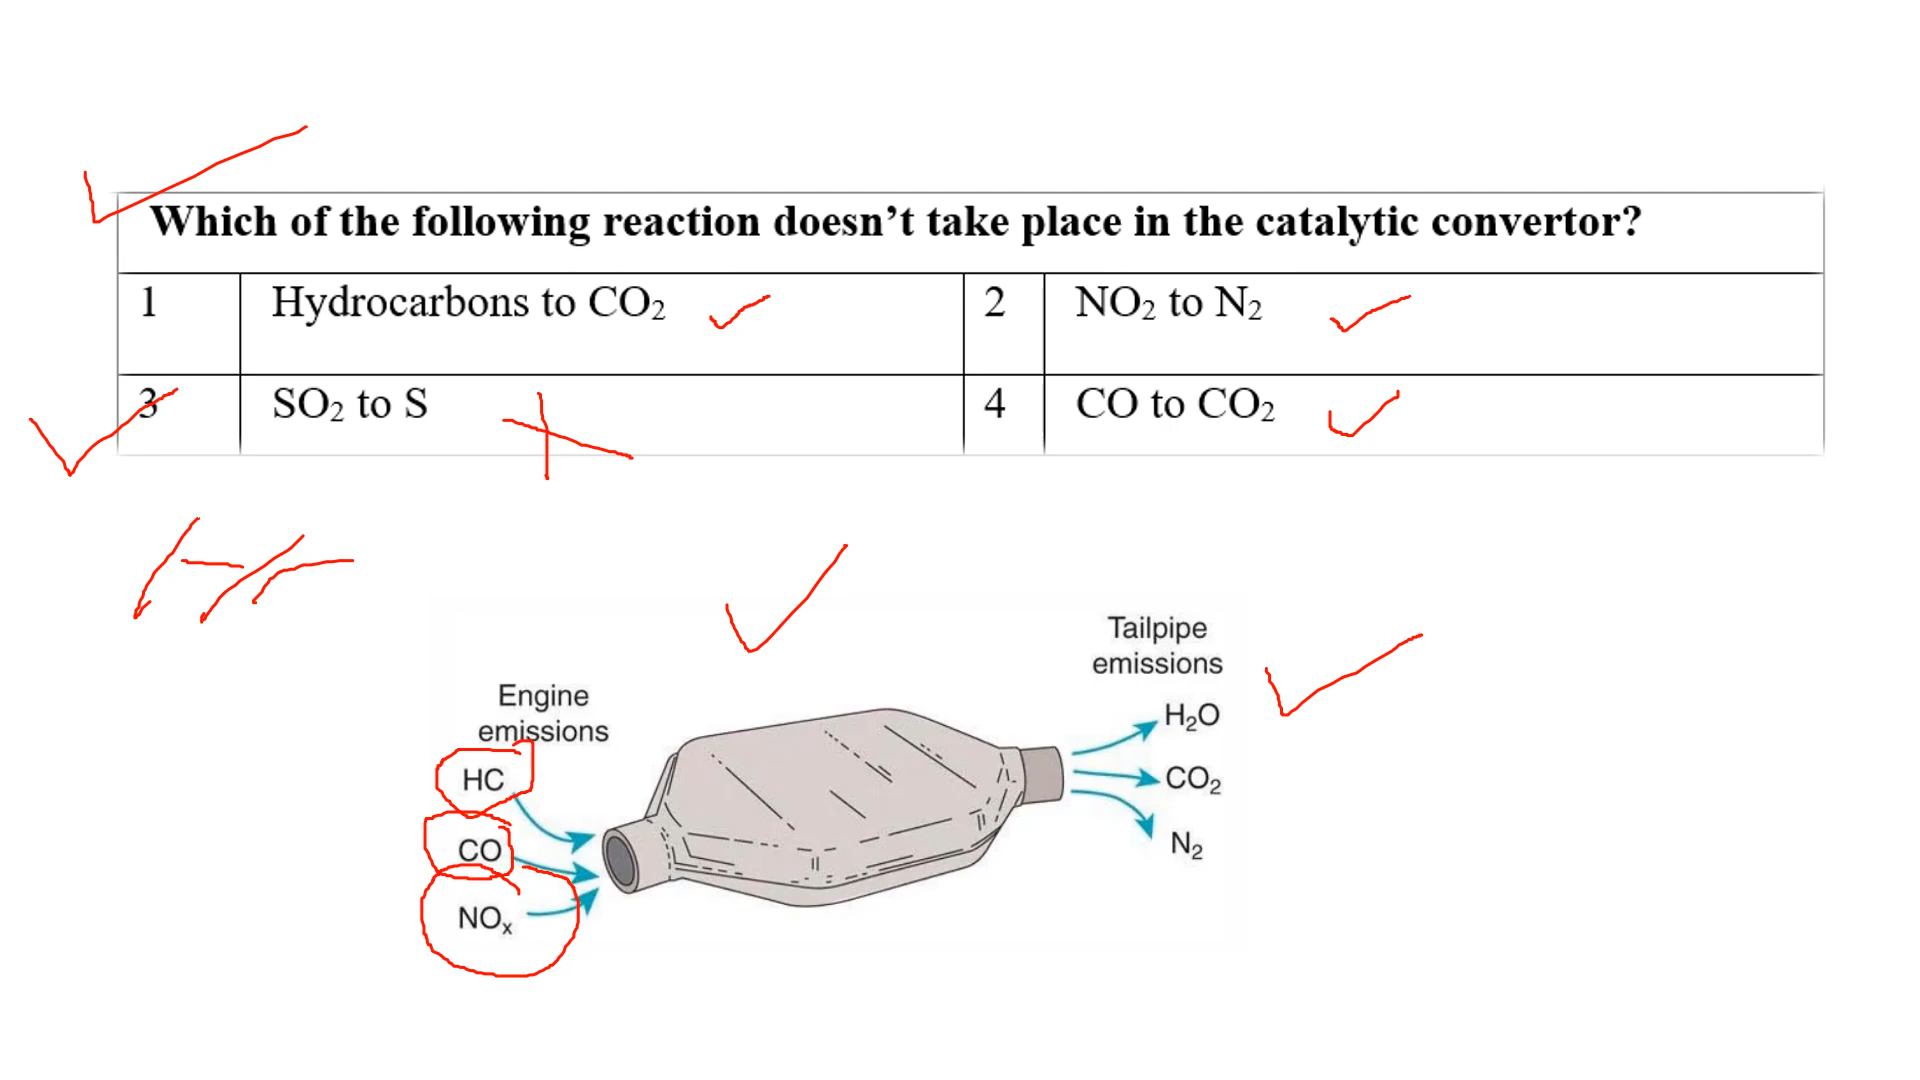 Which of the following reaction doesn’t take place in the catalytic convertor?
1 Hydrocarbons to CO₂ 2 NO₂ to N₂
3 SO₂ to S 4 CO to CO₂
Engine
emissions
HC
CO
NOₓ
Tailpipe
emissions
H₂O
CO₂
N₂